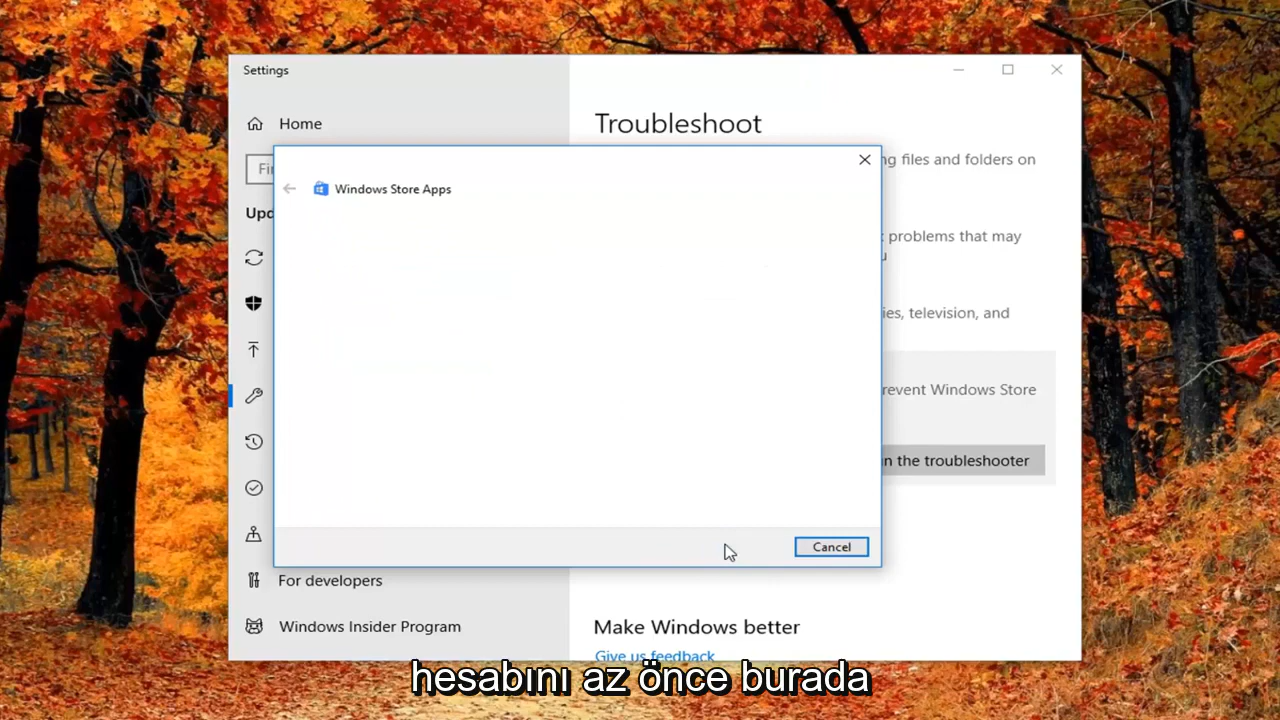 Settings
Home
Troubleshoot
Fi
ng files and folders on
Windows Store Apps
Upd
problems that may
u
ies, television, and
revent Windows Store
n the troubleshooter
Cancel
For developers
Windows Insider Program
Make Windows better
Give us feedback
hesabını az önce burada